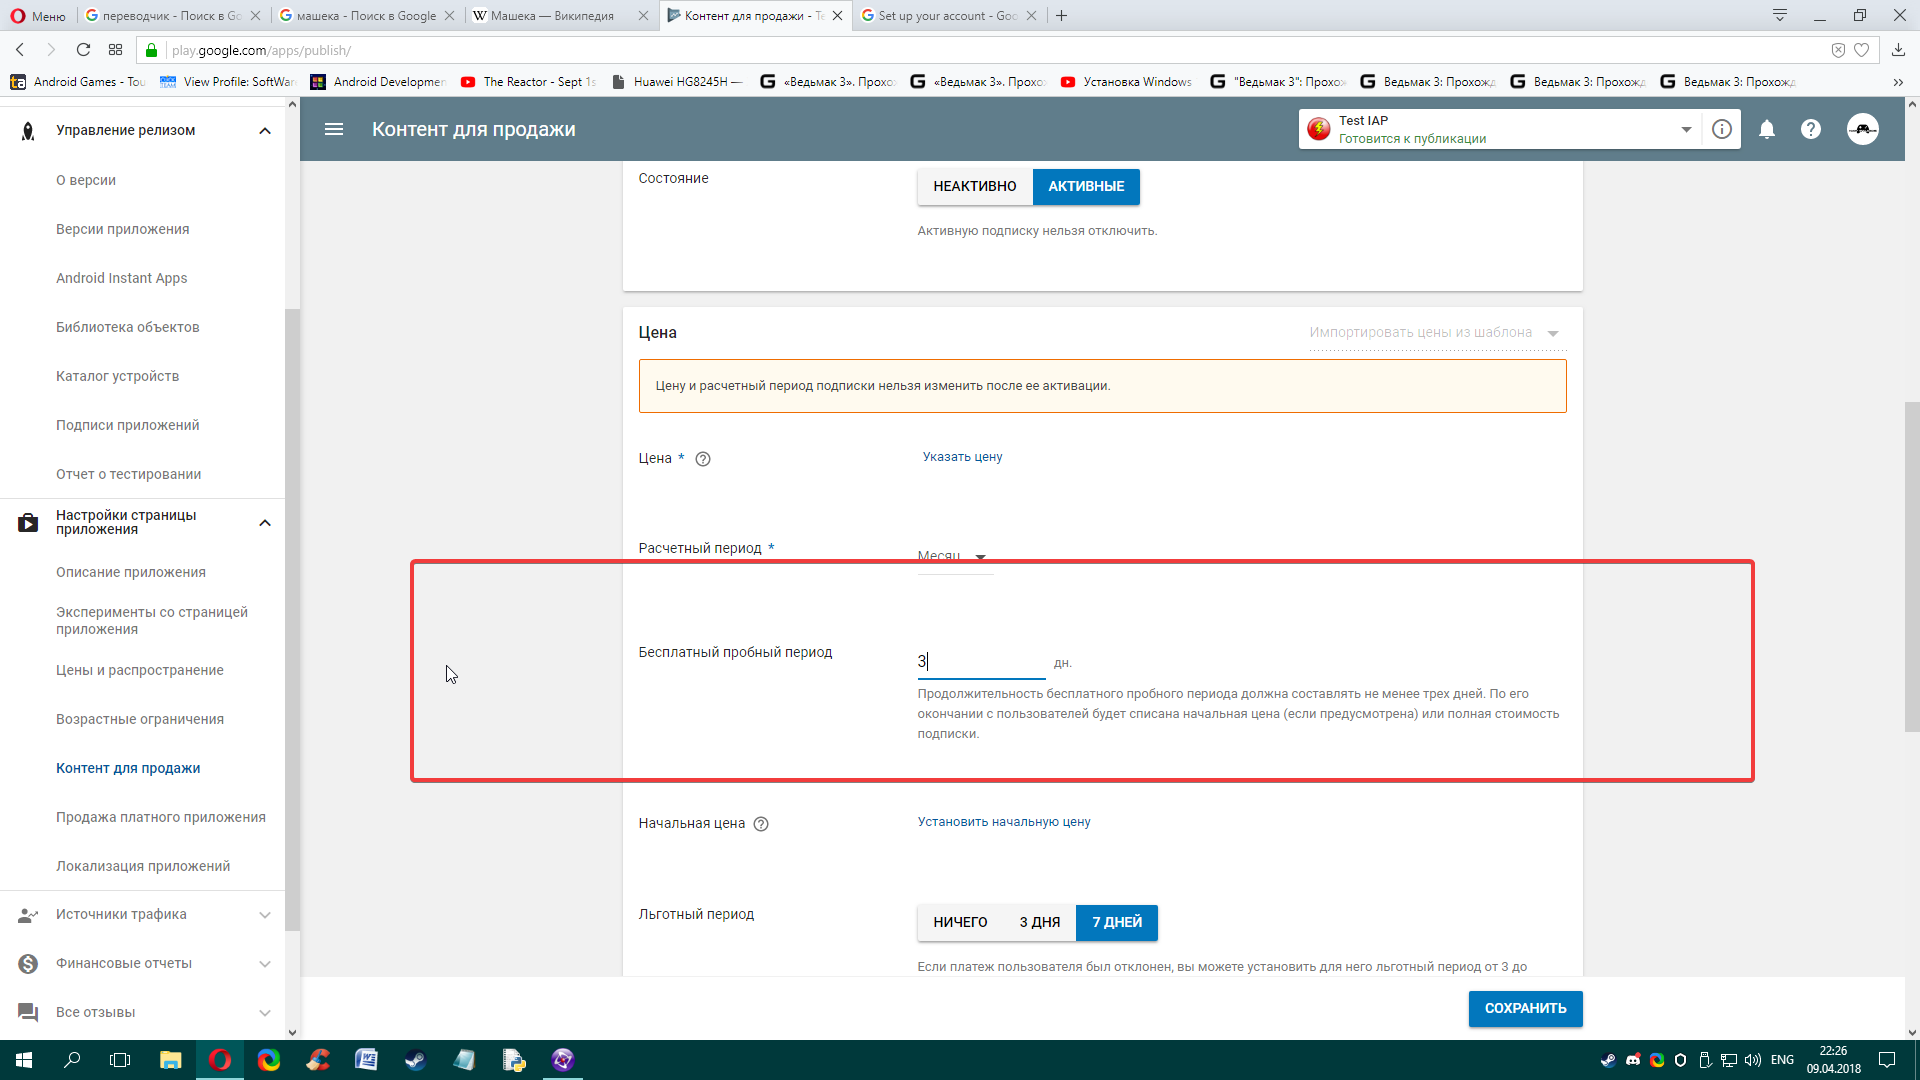 Меню
переводчик - Поиск в Go
машека - Поиск в Google
Машека — Википедия
Контент для продажи - Te
Set up your account - Goo
play.google.com/apps/publish/
Android Games - Tou
View Profile: SoftWar
Android Developmen
The Reactor - Sept 1s
Huawei HG8245H —
«Ведьмак 3». Прохо
«Ведьмак 3». Прохо
Установка Windows
"Ведьмак 3": Прохо
Ведьмак 3: Прохожд
Ведьмак 3: Прохожд
Ведьмак 3: Прохожд
Управление релизом
О версии
Версии приложения
Android Instant Apps
Библиотека объектов
Каталог устройств
Подписи приложений
Отчет о тестировании
Настройки страницы
приложения
Описание приложения
Эксперименты со страницей
приложения
Цены и распространение
Возрастные ограничения
Контент для продажи
Продажа платного приложения
Локализация приложений
Источники трафика
Финансовые отчеты
Все отзывы
Контент для продажи
Test IAP
Готовится к публикации
Состояние
НЕАКТИВНО
АКТИВНЫЕ
Активную подписку нельзя отключить.
Цена
Импортировать цены из шаблона
Цену и расчетный период подписки нельзя изменить после ее активации.
Цена *
Указать цену
Расчетный период *
Месяц
Бесплатный пробный период
3
дн.
Продолжительность бесплатного пробного периода должна составлять не менее трех дней. По его
окончании с пользователей будет списана начальная цена (если предусмотрена) или полная стоимость
подписки.
Начальная цена
Установить начальную цену
Льготный период
НИЧЕГО
3 ДНЯ
7 ДНЕЙ
Если платеж пользователя был отклонен, вы можете установить для него льготный период от 3 до
СОХРАНИТЬ
ENG
22:26
09.04.2018